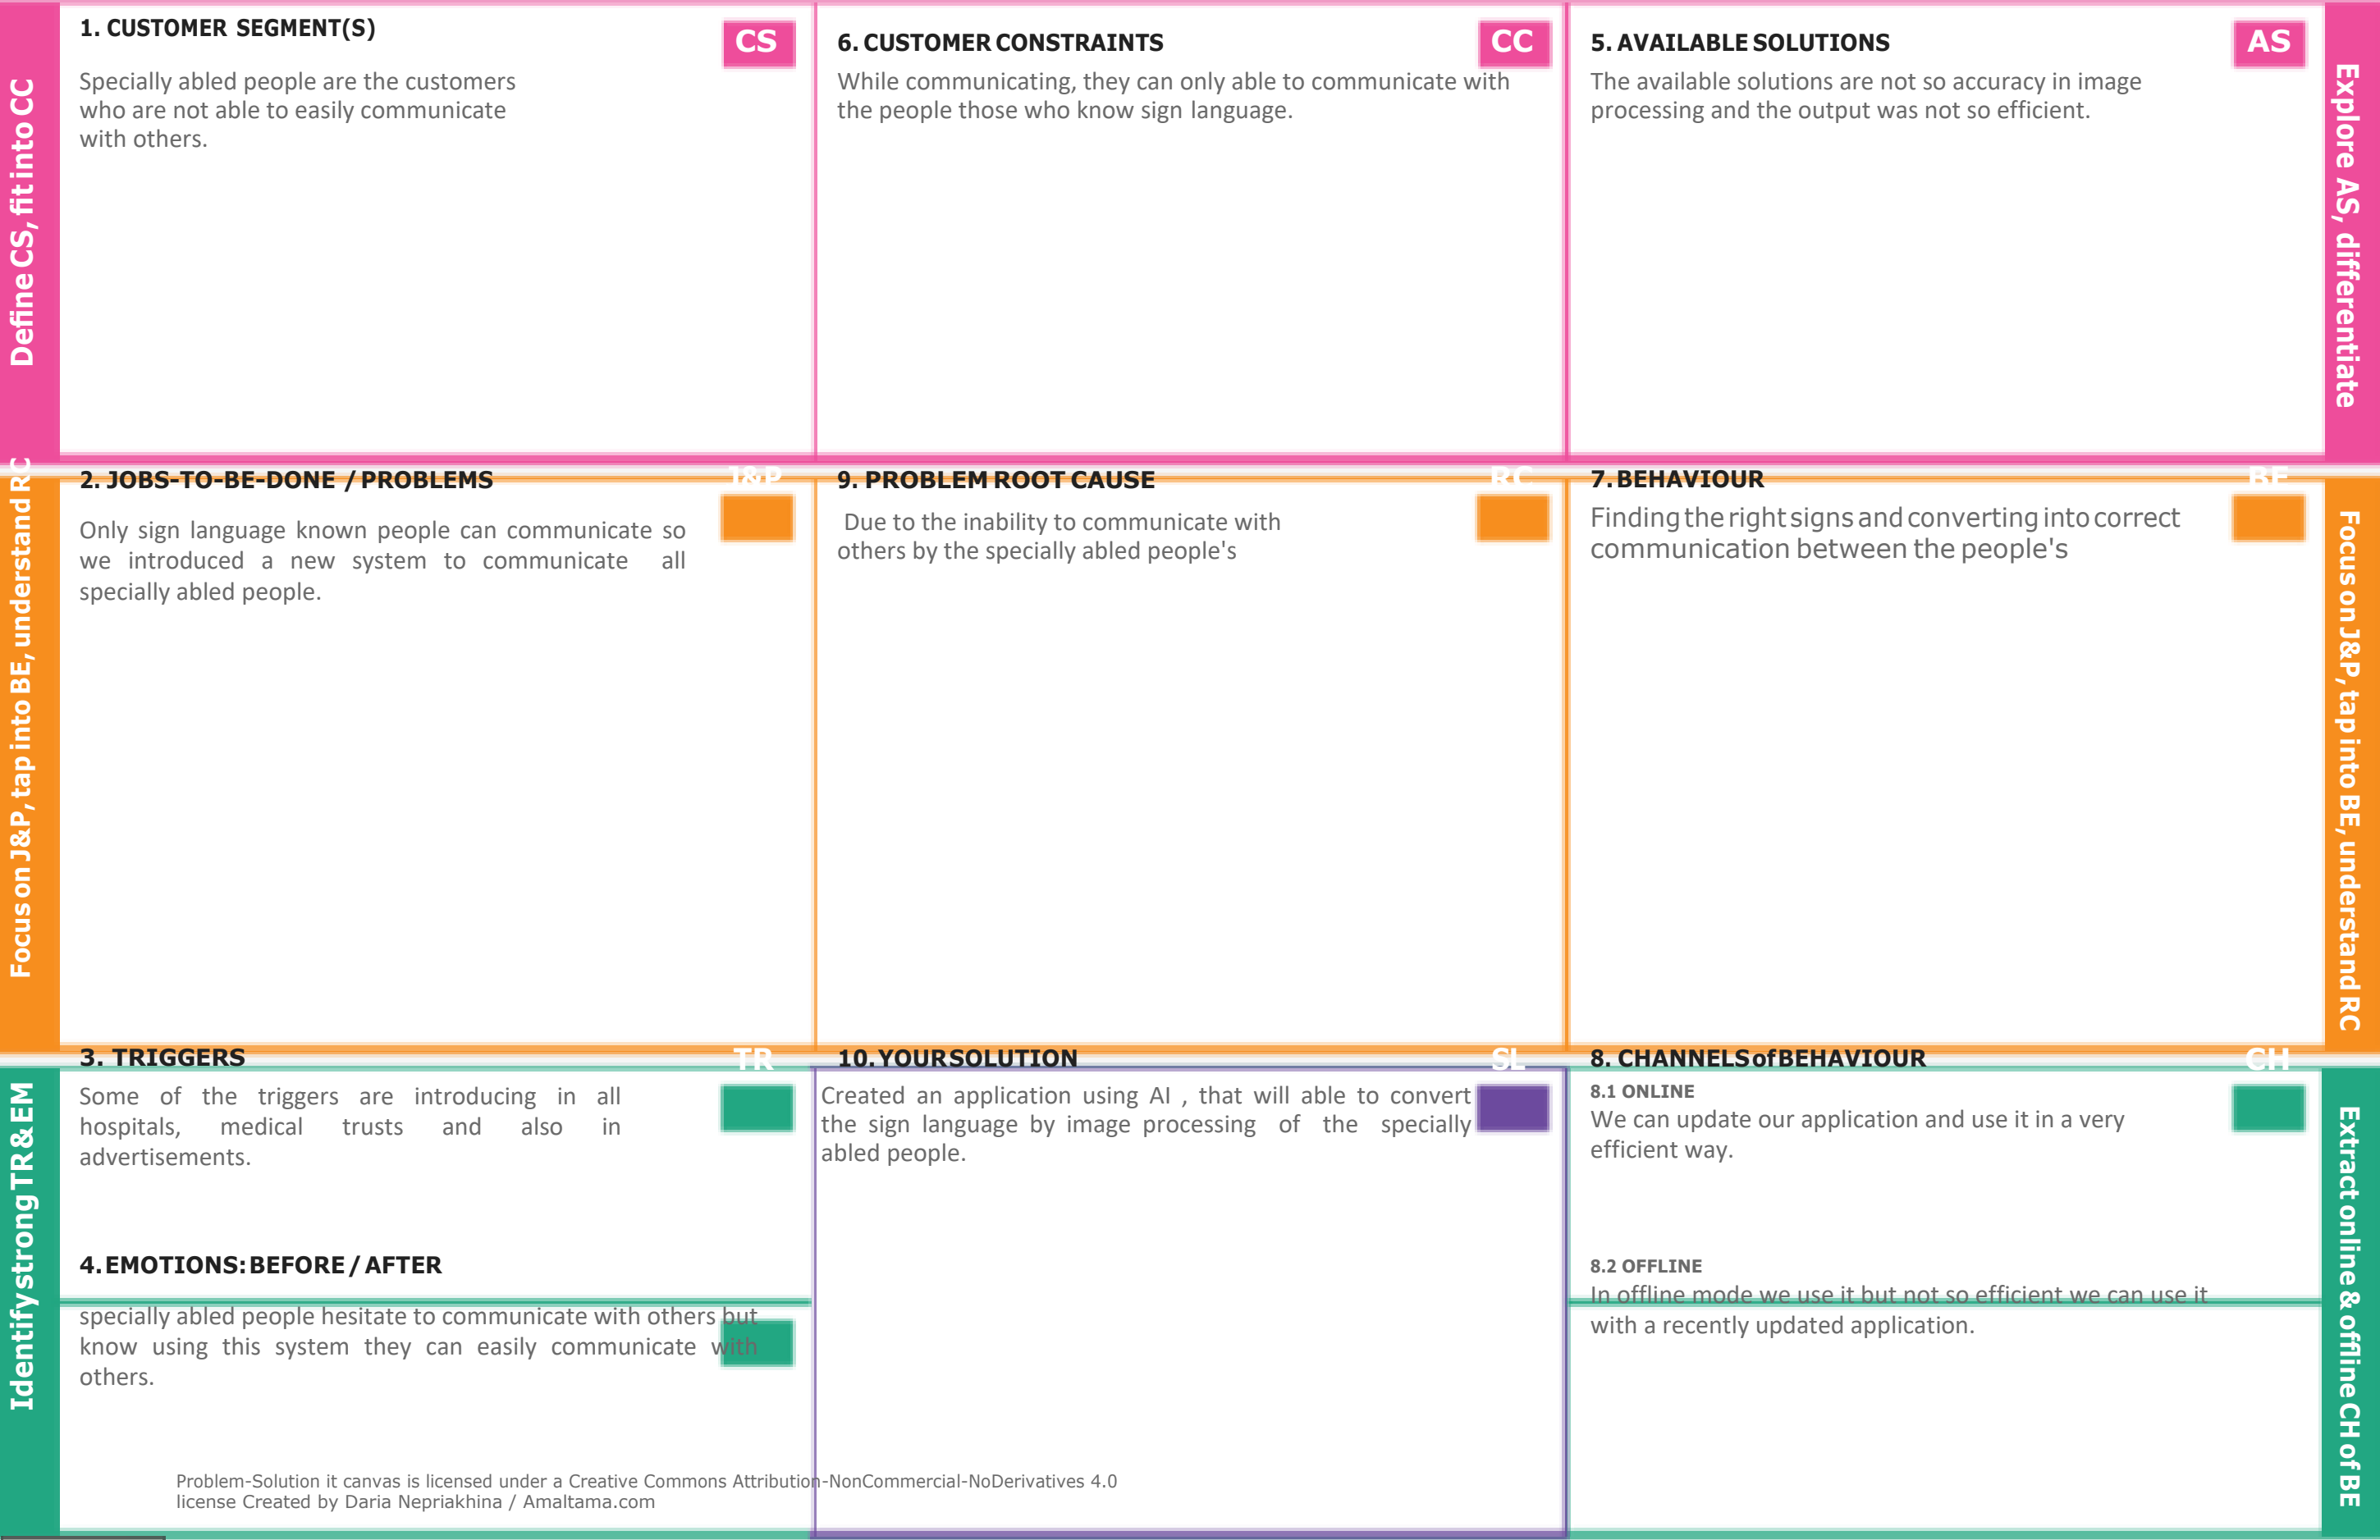 Define CS, fit into CC
1. CUSTOMER SEGMENT(S)
CS
Specially abled people are the customers
who are not able to easily communicate
with others.
6. CUSTOMER CONSTRAINTS
CC
While communicating, they can only able to communicate with
the people those who know sign language.
5. AVAILABLE SOLUTIONS
AS
The available solutions are not so accuracy in image
processing and the output was not so efficient.
Explore AS, differentiate
Focus on J&P, tap into BE, understand RC
2. JOBS-TO-BE-DONE / PROBLEMS
J&P
Only sign language known people can communicate so
we introduced a new system to communicate all
specially abled people.
9. PROBLEM ROOT CAUSE
RC
Due to the inability to communicate with
others by the specially abled people's
7. BEHAVIOUR
BE
Finding the right signs and converting into correct
communication between the people's
Focus on J&P, tap into BE, understand RC
Identify strong TR & EM
3. TRIGGERS
TR
Some of the triggers are introducing in all
hospitals, medical trusts and also in
advertisements.
4. EMOTIONS: BEFORE / AFTER
specially abled people hesitate to communicate with others but
know using this system they can easily communicate with
others.
10. YOUR SOLUTION
SL
Created an application using AI , that will able to convert
the sign language by image processing of the specially
abled people.
8. CHANNELS of BEHAVIOUR
CH
8.1 ONLINE
We can update our application and use it in a very
efficient way.
8.2 OFFLINE
In offline mode we use it but not so efficient we can use it
with a recently updated application.
Extract online & offline CH of BE
Problem-Solution it canvas is licensed under a Creative Commons Attribution-NonCommercial-NoDerivatives 4.0
license Created by Daria Nepriakhina / Amaltama.com